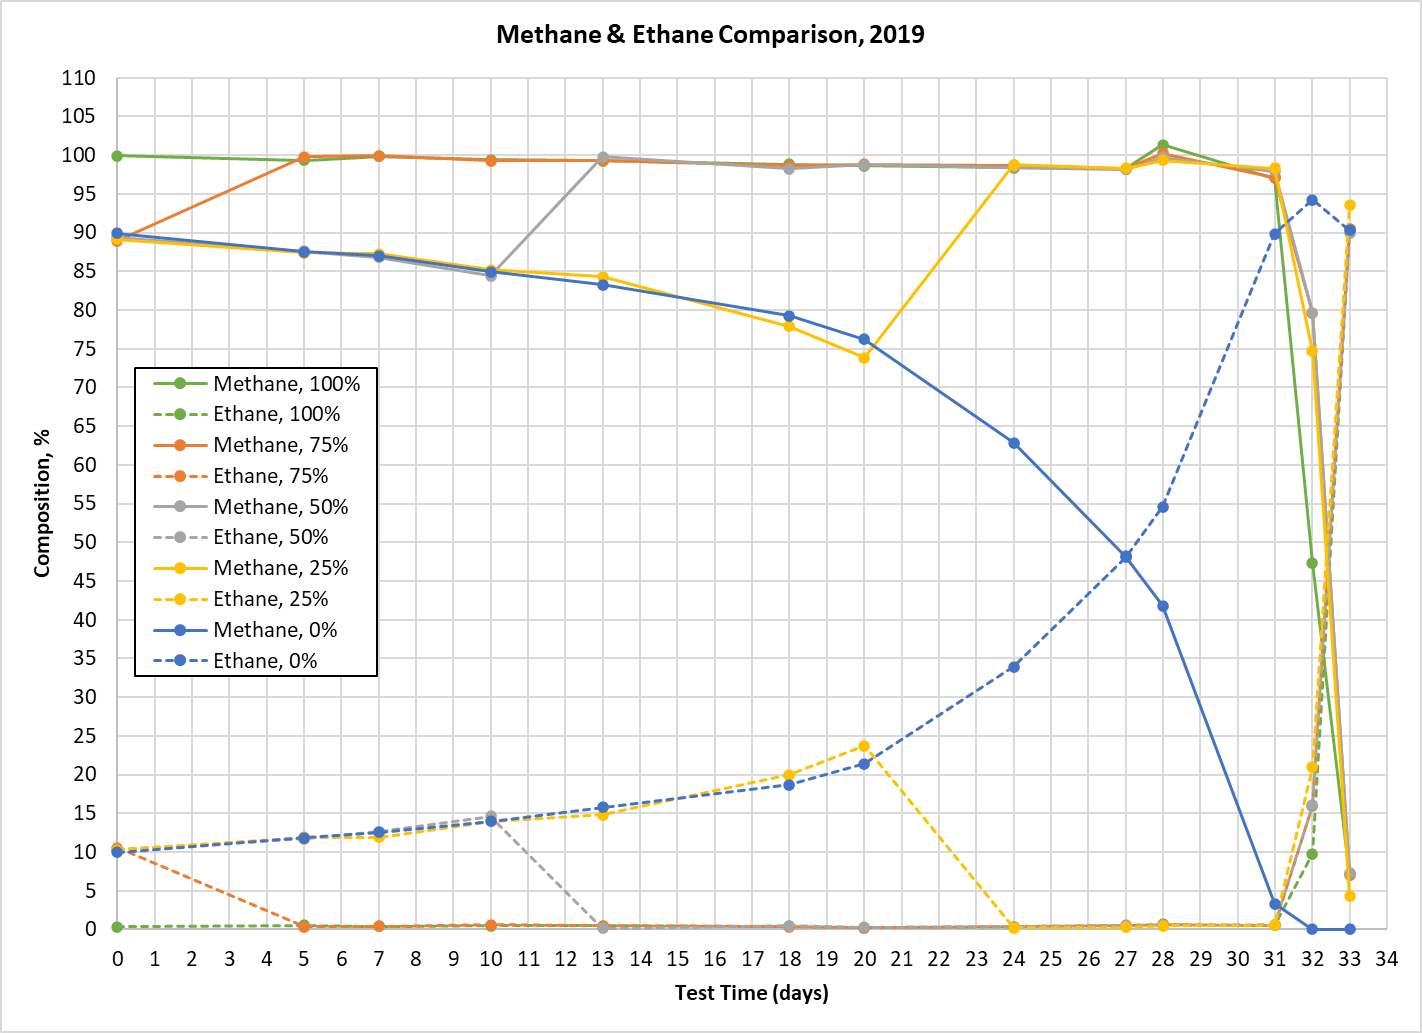 Methane & Ethane Comparison, 2019
110
105
100
95
90
85
80
75
70
65
60
55
50
45
40
35
30
25
20
15
10
5
0
Composition, %
Methane, 100%
Ethane, 100%
Methane, 75%
Ethane, 75%
Methane, 50%
Ethane, 50%
Methane, 25%
Ethane, 25%
Methane, 0%
Ethane, 0%
0 1 2 3 4 5 6 7 8 9 10 11 12 13 14 15 16 17 18 19 20 21 22 23 24 25 26 27 28 29 30 31 32 33 34
Test Time (days)